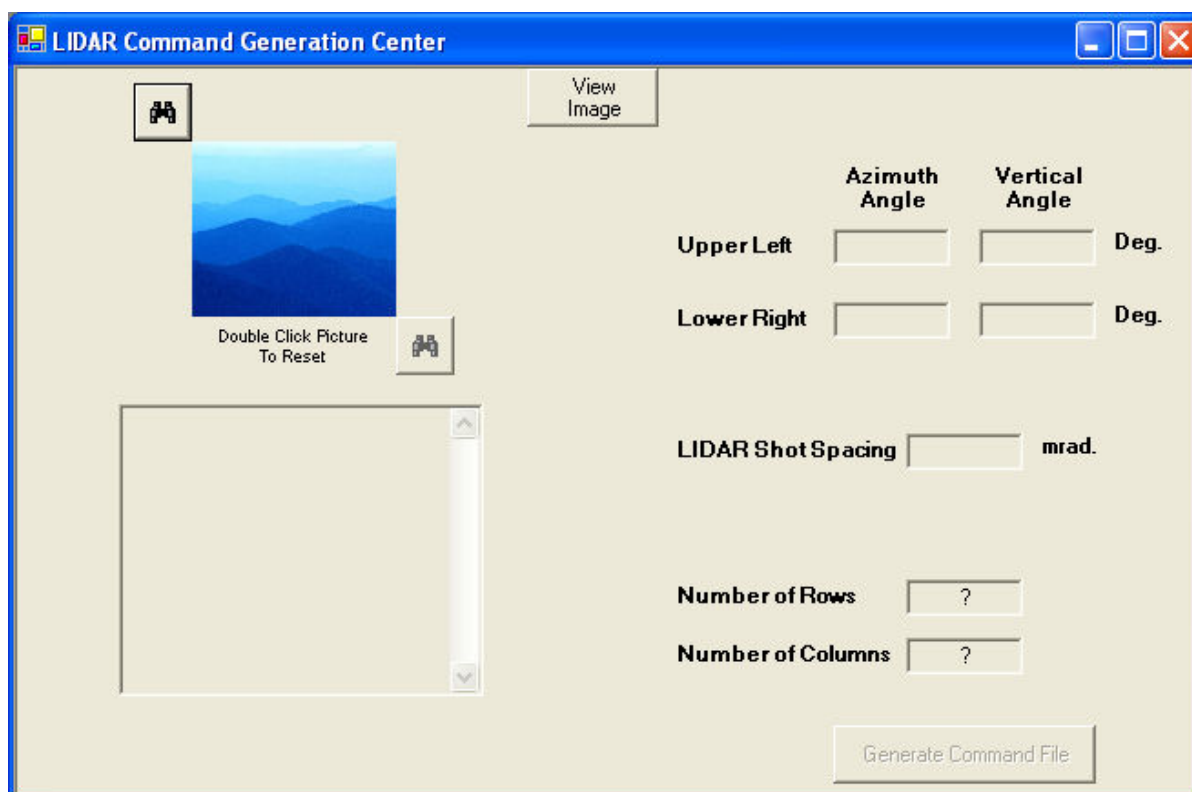 LIDAR Command Generation Center
View
Image
Azimuth
Angle
Vertical
Angle
Upper Left
Deg.
Lower Right
Deg.
Double Click Picture
To Reset
LIDAR Shot Spacing
mrad.
Number of Rows ?
Number of Columns ?
Generate Command File